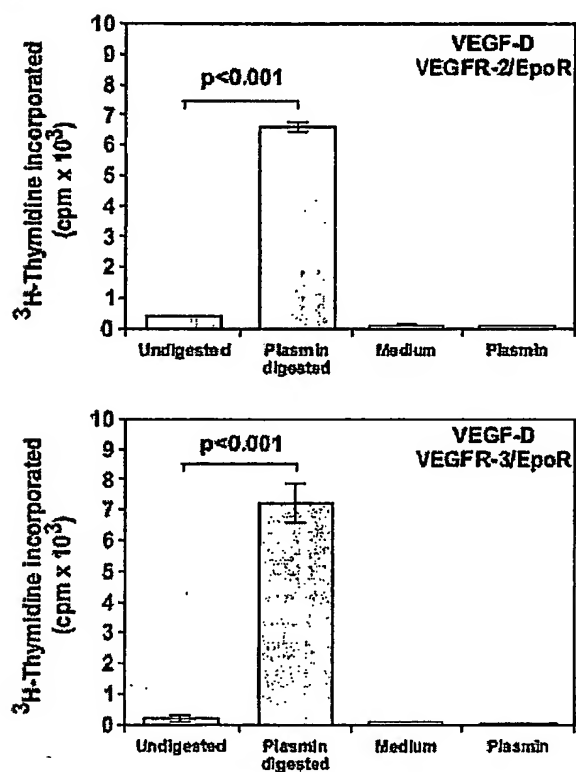 VEGF-D
VEGFR-2/EpoR
p<0.001
³H-Thymidine incorporated
(cpm x 10³)
10
9
8
7
6
5
4
3
2
1
0
Undigested
Plasmin
digested
Medium
Plasmin
VEGF-D
VEGFR-3/EpoR
p<0.001
³H-Thymidine incorporated
(cpm x 10³)
10
9
8
7
6
5
4
3
2
1
0
Undigested
Plasmin
digested
Medium
Plasmin